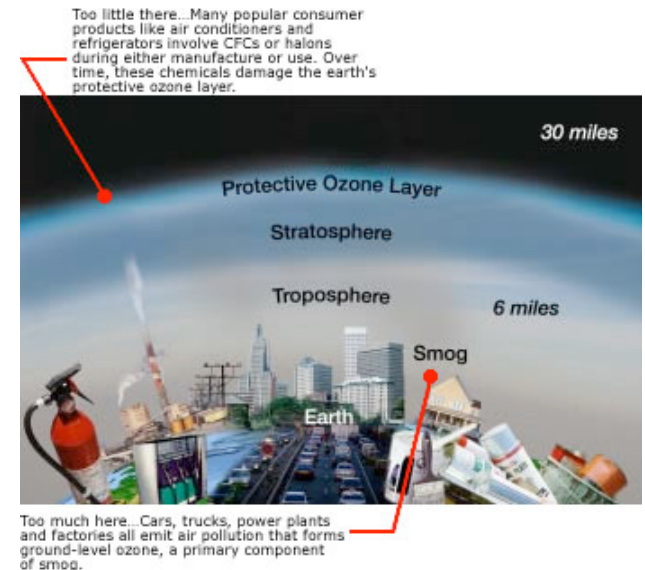 Too little there...Many popular consumer
products like air conditioners and
refrigerators involve CFCs or halons
during either manufacture or use. Over
time, these chemicals damage the earth's
protective ozone layer.
30 miles
Protective Ozone Layer
Stratosphere
Troposphere
6 miles
Smog
Earth
Too much here...Cars, trucks, power plants
and factories all emit air pollution that forms
ground-level ozone, a primary component
of smog.